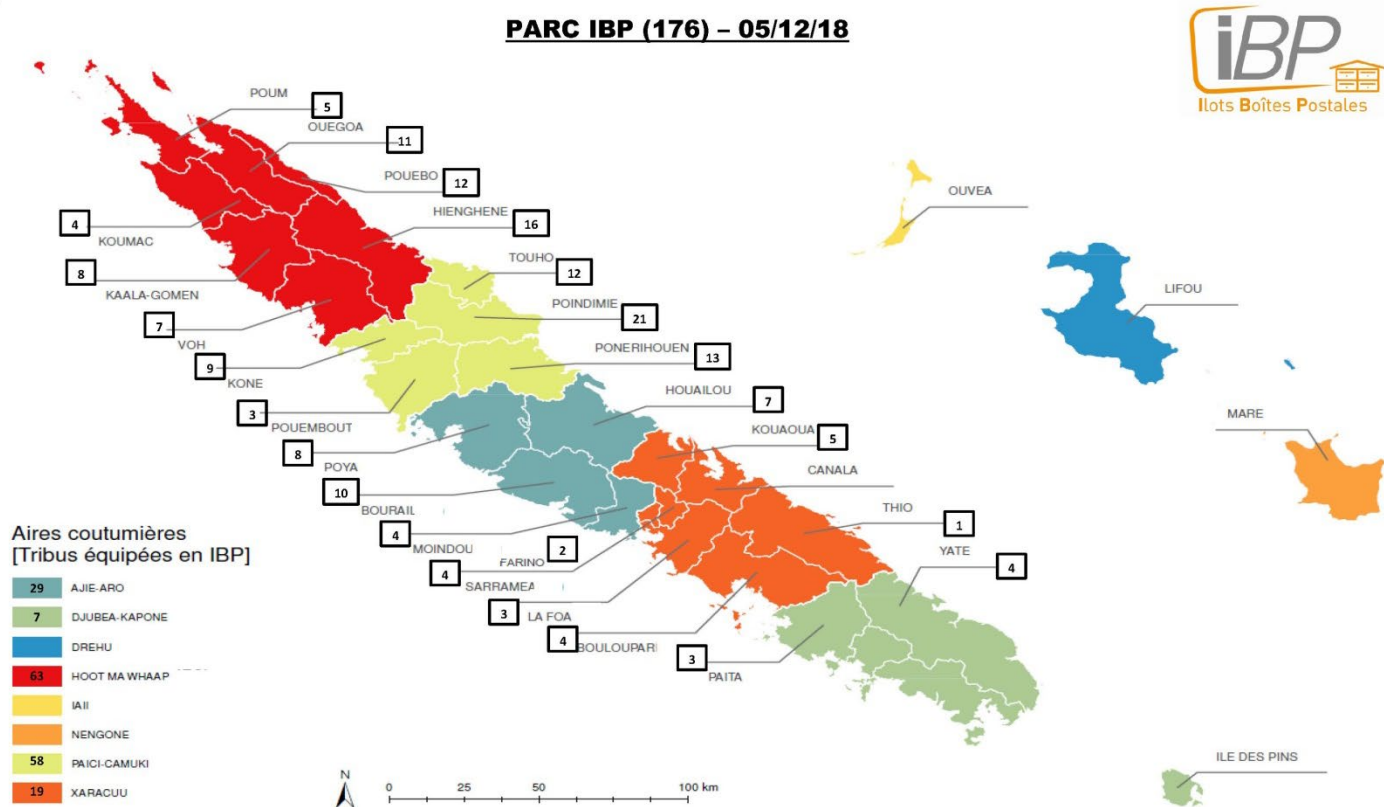 PARC IBP (176) – 05/12/18
iBP
Ilots Boîtes Postales
POUM
5
OUEGOA
11
POUEBO
12
HIENGHENE
16
4
KOUMAC
8
KAALA-GOMEN
7
VOH
TOUHO
12
POINDIMIE
21
PONERIHOUEN
13
9
KONE
3
POUEMBOUT
HOUAILOU
7
8
POYA
KOUAOUA
5
10
BOURAIL
CANALA
4
MOINDOU
THIO
1
FARINO
2
4
SARRAMEA
YATE
4
3
LA FOA
4
BOULOUPARI
3
PAITA
OUVEA
LIFOU
MARE
ILE DES PINS
Aires coutumières
[Tribus équipées en IBP]
29 AJIE-ARO
7 DJUBEA-KAPONE
DREHU
63 HOOT MA WHAAP
IAII
NENGONE
58 PAICI-CAMUKI
19 XARACUU
N
0 25 50 100 km